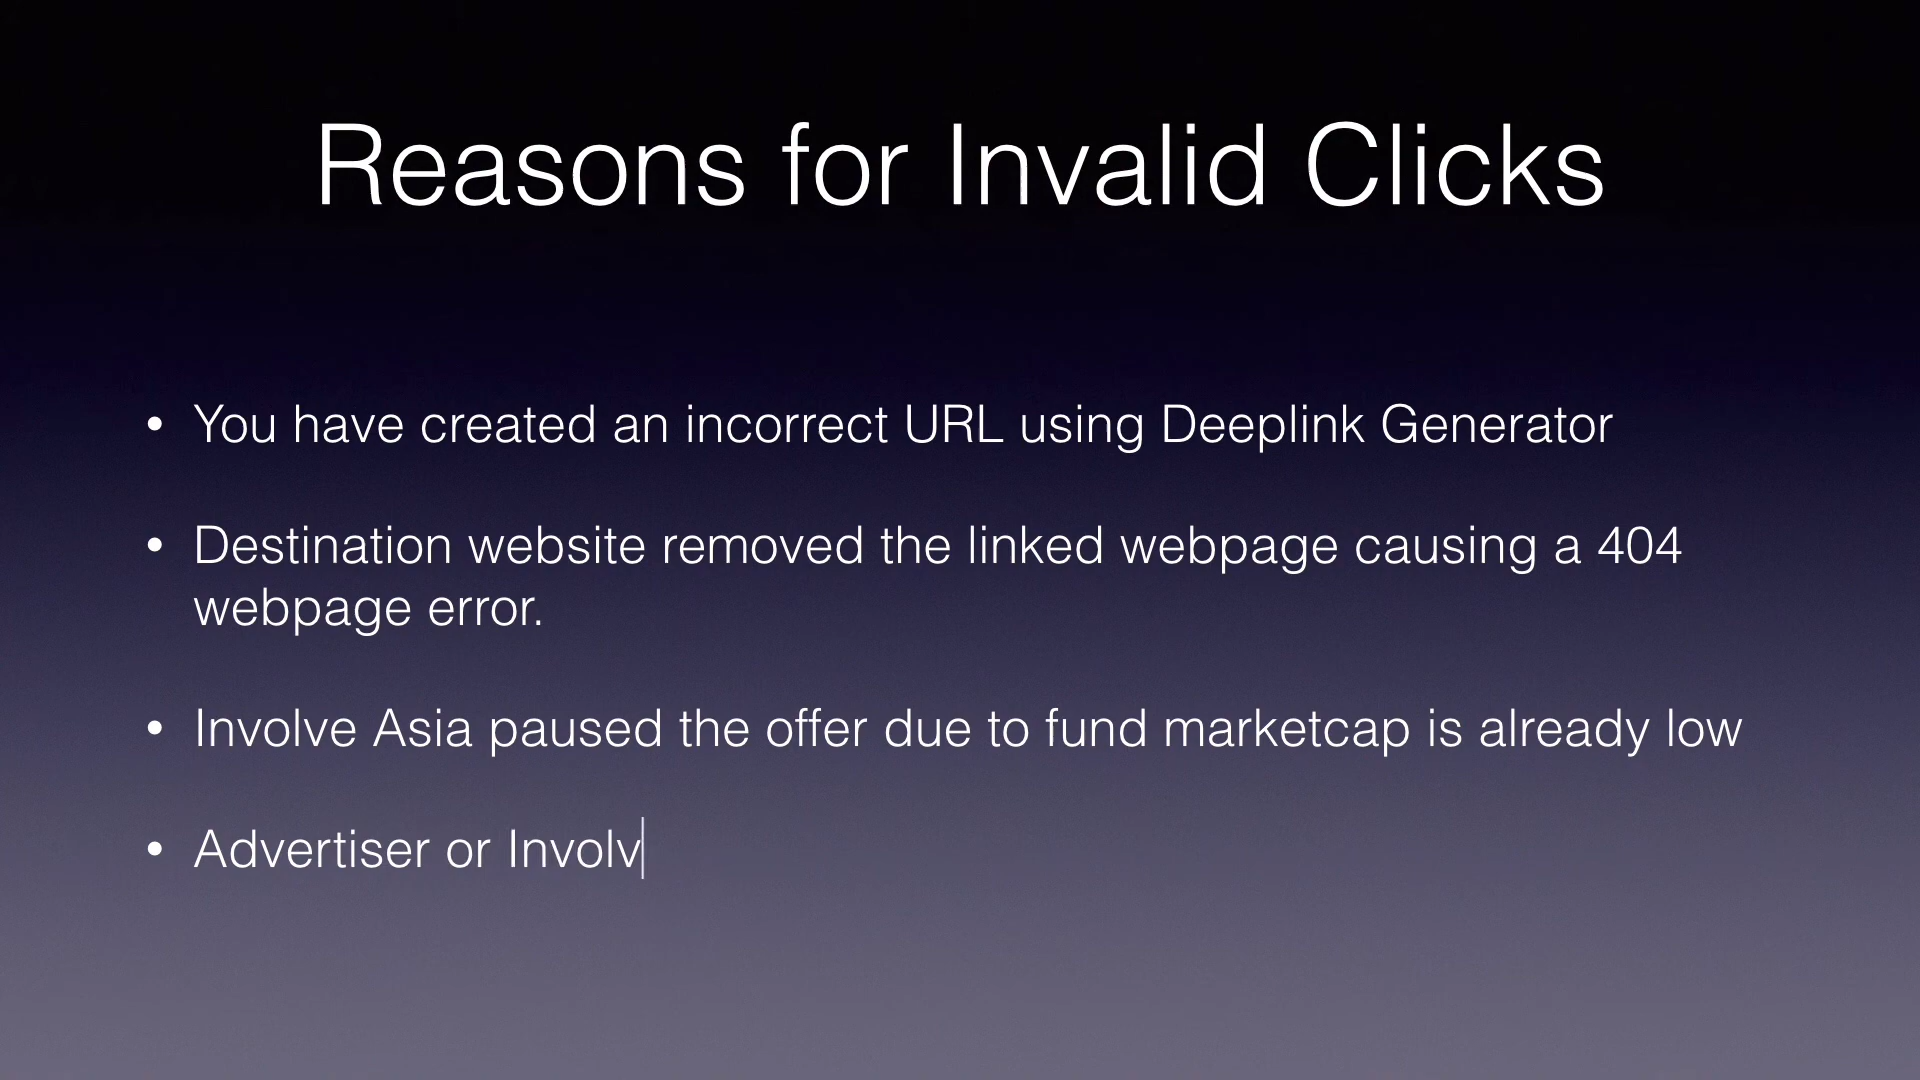 Reasons for Invalid Clicks
• You have created an incorrect URL using Deeplink Generator
• Destination website removed the linked webpage causing a 404
webpage error.
• Involve Asia paused the offer due to fund marketcap is already low
• Advertiser or Involv